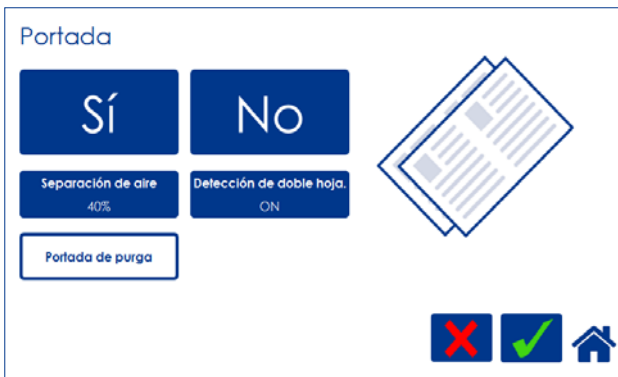 Portada
Sí
No
Separación de aire
40%
Detección de doble hoja.
ON
Portada de purga